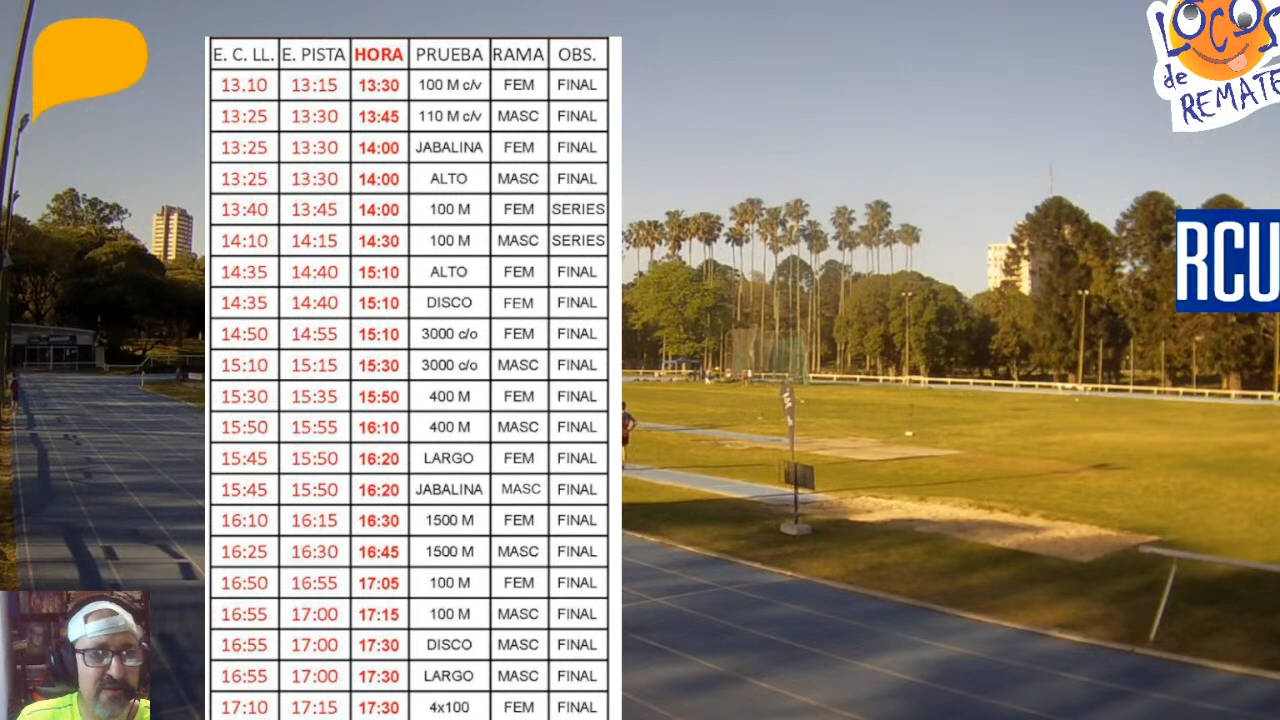 LOCOS
de
REMATE
RCU
E. C. LL. E. PISTA HORA PRUEBA RAMA OBS.
13.10 13:15 13:30 100 M c/v FEM FINAL
13:25 13:30 13:45 110 M c/v MASC FINAL
13:25 13:30 14:00 JABALINA FEM FINAL
13:25 13:30 14:00 ALTO MASC FINAL
13:40 13:45 14:00 100 M FEM SERIES
14:10 14:15 14:30 100 M MASC SERIES
14:35 14:40 15:10 ALTO FEM FINAL
14:35 14:40 15:10 DISCO FEM FINAL
14:50 14:55 15:10 3000 c/o FEM FINAL
15:10 15:15 15:30 3000 c/o MASC FINAL
15:30 15:35 15:50 400 M FEM FINAL
15:50 15:55 16:10 400 M MASC FINAL
15:45 15:50 16:20 LARGO FEM FINAL
15:45 15:50 16:20 JABALINA MASC FINAL
16:10 16:15 16:30 1500 M FEM FINAL
16:25 16:30 16:45 1500 M MASC FINAL
16:50 16:55 17:05 100 M FEM FINAL
16:55 17:00 17:15 100 M MASC FINAL
16:55 17:00 17:30 DISCO MASC FINAL
16:55 17:00 17:30 LARGO MASC FINAL
17:10 17:15 17:30 4x100 FEM FINAL